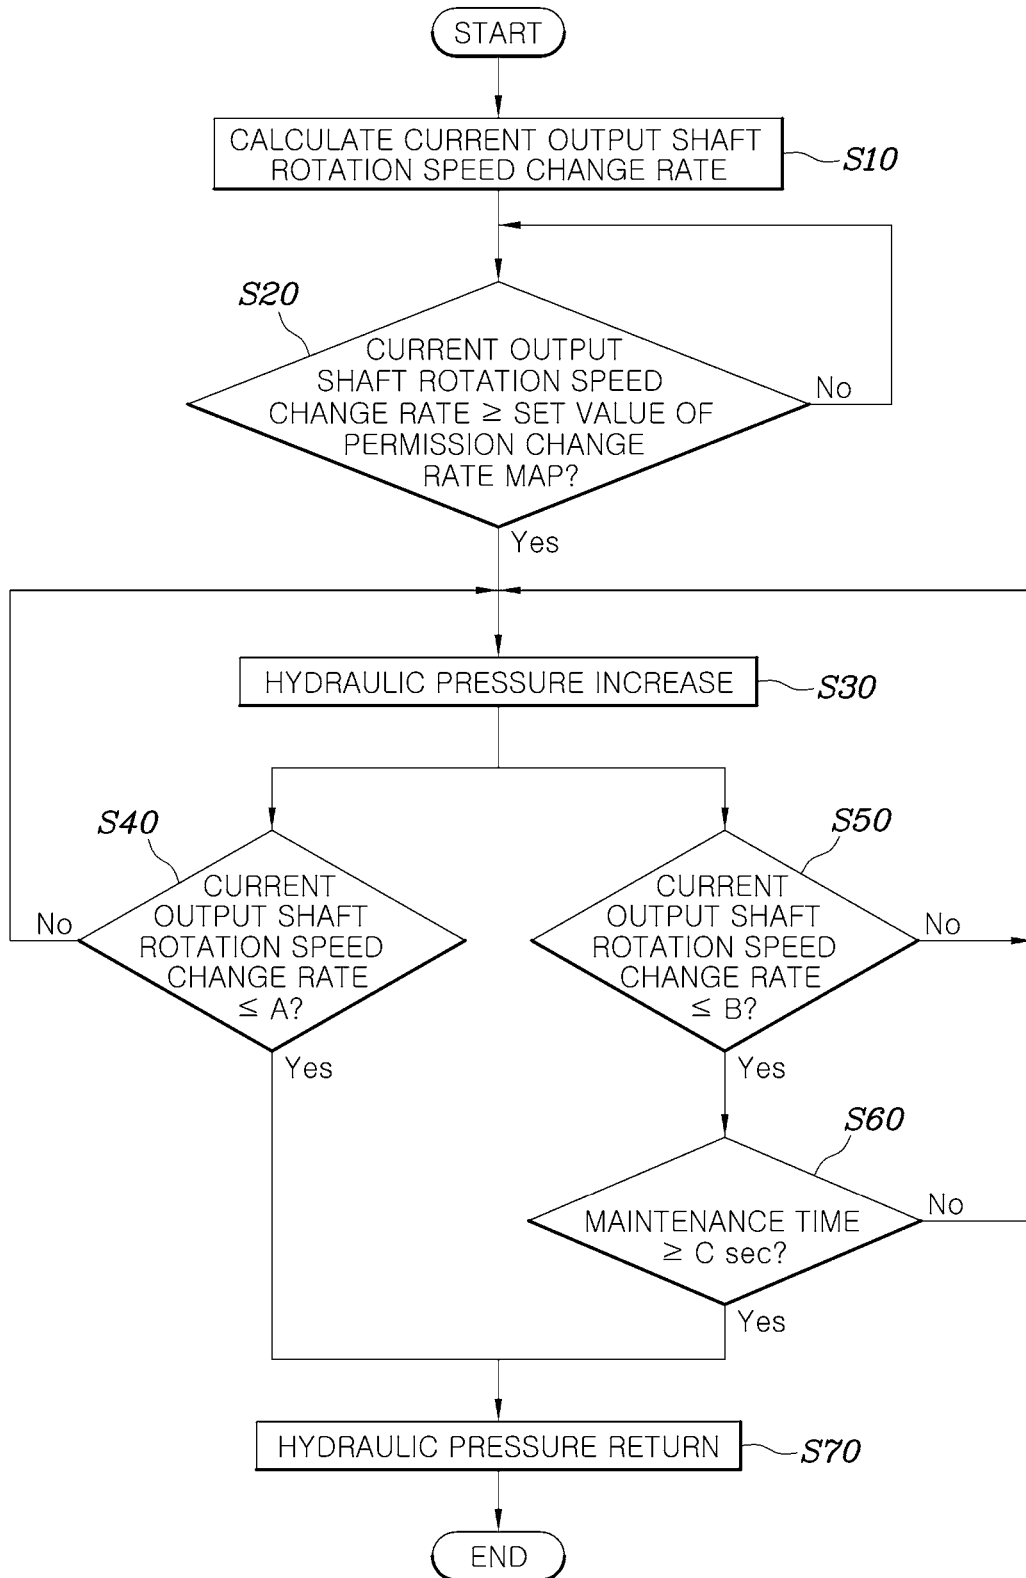 START
CALCULATE CURRENT OUTPUT SHAFT
ROTATION SPEED CHANGE RATE
S10
S20
CURRENT OUTPUT
SHAFT ROTATION SPEED
CHANGE RATE ≥ SET VALUE OF
PERMISSION CHANGE
RATE MAP?
No
Yes
HYDRAULIC PRESSURE INCREASE
S30
S40
CURRENT
OUTPUT SHAFT
ROTATION SPEED
CHANGE RATE
≤ A?
No
Yes
S50
CURRENT
OUTPUT SHAFT
ROTATION SPEED
CHANGE RATE
≤ B?
No
Yes
S60
MAINTENANCE TIME
≥ C sec?
No
Yes
HYDRAULIC PRESSURE RETURN
S70
END